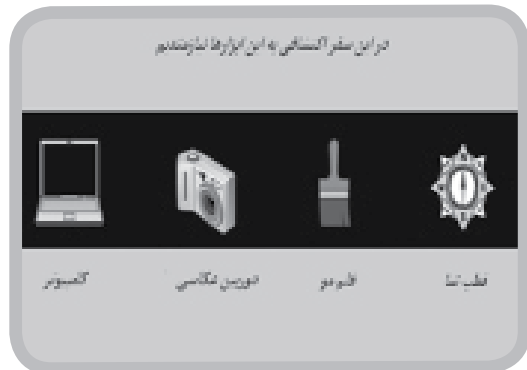 در این سفر اکتشافی به این ابزارها نیازمندیم
قطب نما
قلم مو
دوربین عکاسی
کامپیوتر